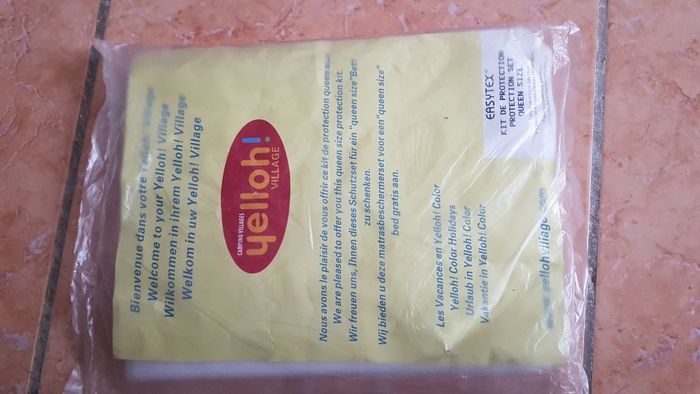 EASYTEX®
KIT DE PROTECTION
PROTECTION SET
QUEEN SIZE
Bienvenue dans votre Yelloh! Village
Welcome to your Yelloh! Village
Wilkommen in ihrem Yelloh! Village
Welkom in uw Yelloh! Village
CAMPING VILLAGES
yelloh!
VILLAGE
Nous avons le plaisir de vous offrir ce kit de protection queen size
We are pleased to offer you this queen size protection kit.
Wir freuen uns, Ihnen dieses Schutzset für ein "queen size"Bett
zu schenken.
Wij bieden u deze matrasbeschermerset voor een"queen size"
bed gratis aan.
Les Vacances en Yelloh! Color
Yelloh! Color Holidays
Urlaub in Yelloh! Color
Vakantie in Yelloh! Color
www.yellohvillage.com